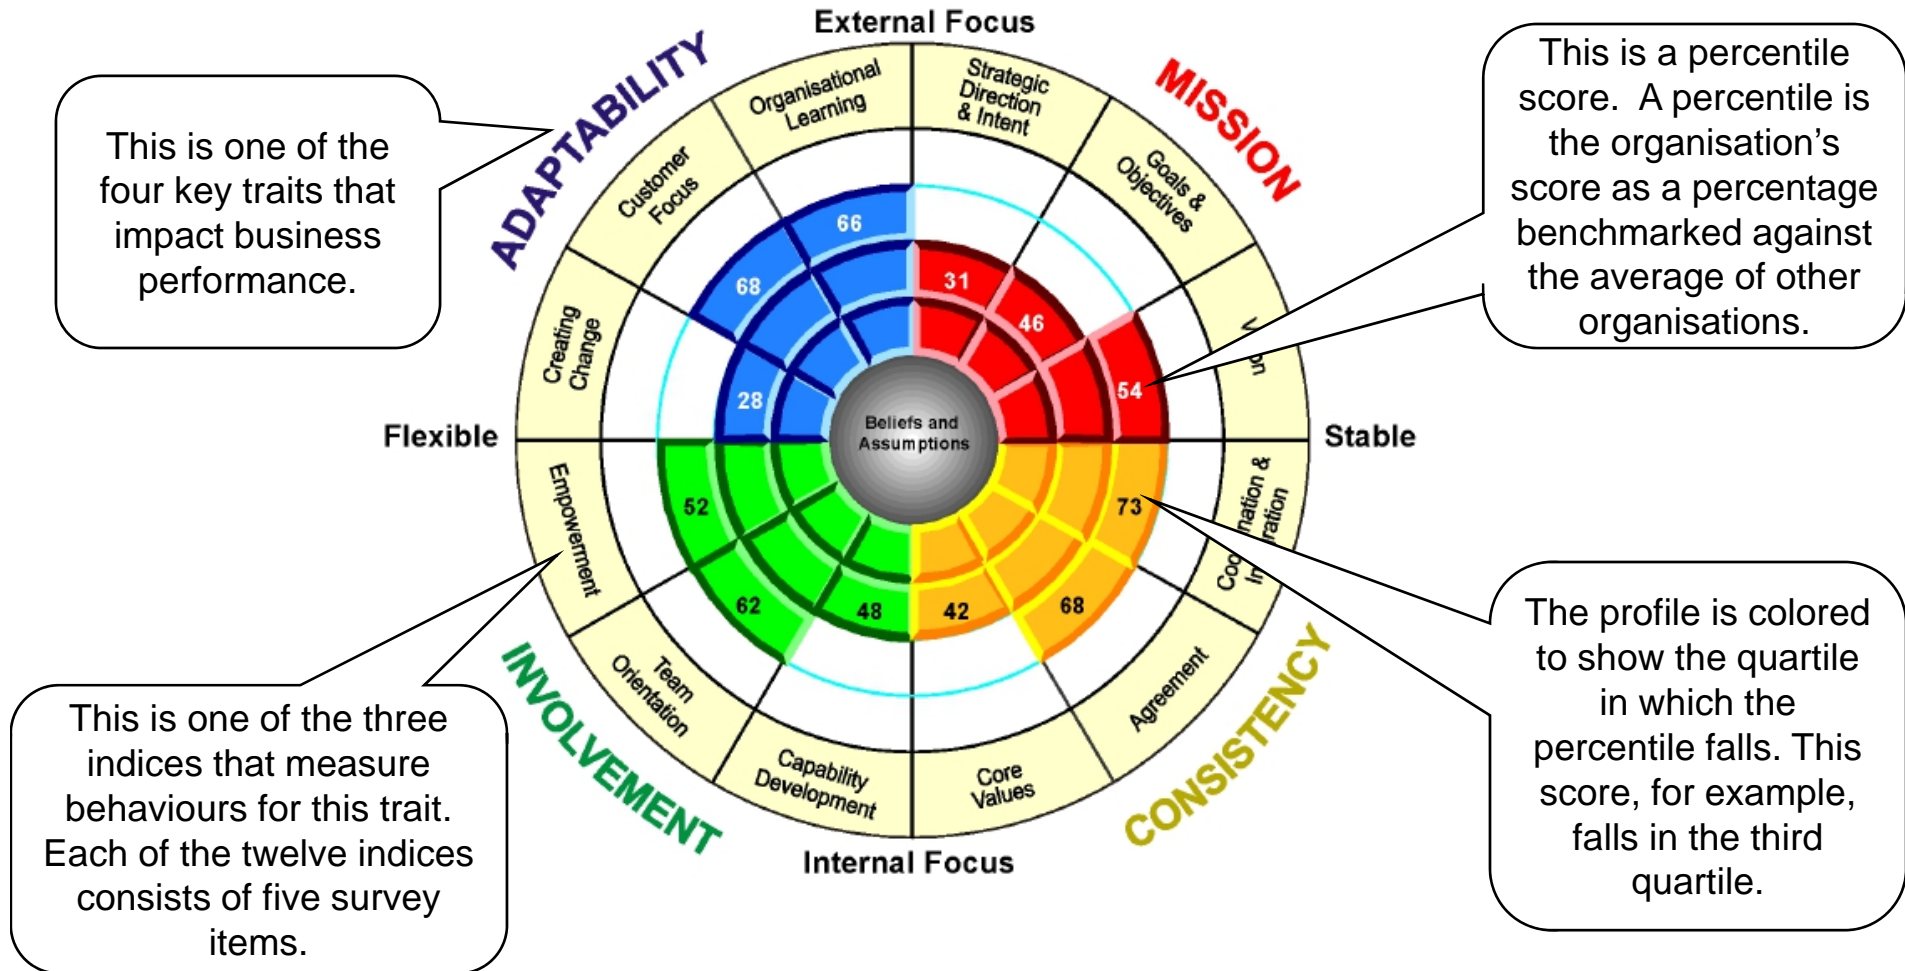 External Focus
ADAPTABILITY
MISSION
This is one of the
four key traits that
impact business
performance.
This is a percentile
score.  A percentile is
the organisation’s
score as a percentage
benchmarked against
the average of other
organisations.
Organisational
Learning
Strategic
Direction
& Intent
Customer
Focus
Goals &
Objectives
Creating
Change
66
68
28
31
46
54
Flexible
Beliefs and
Assumptions
Stable
Empowerment
52
62
48
42
68
73
Team
Orientation
Capability
Development
Core
Values
Agreement
INVOLVEMENT
CONSISTENCY
Internal Focus
This is one of the three
indices that measure
behaviours for this trait.
Each of the twelve indices
consists of five survey
items.
The profile is colored
to show the quartile
in which the
percentile falls. This
score, for example,
falls in the third
quartile.